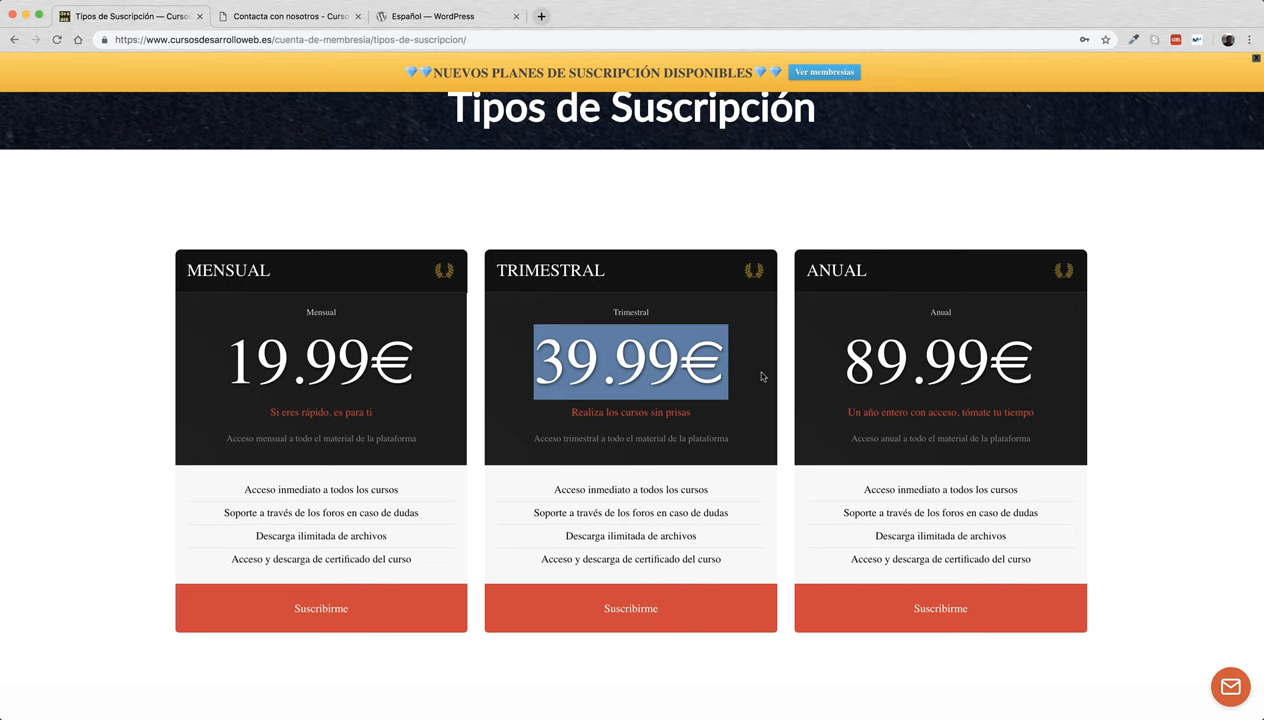 Tipos de Suscripción — Cursos
Contacta con nosotros - Curso
Español — WordPress
https://www.cursosdesarrolloweb.es/cuenta-de-membresia/tipos-de-suscripcion/
NUEVOS PLANES DE SUSCRIPCIÓN DISPONIBLES
Ver membresías
X
Tipos de Suscripción
MENSUAL
Mensual
19.99€
Si eres rápido, es para ti
Acceso mensual a todo el material de la plataforma
Acceso inmediato a todos los cursos
Soporte a través de los foros en caso de dudas
Descarga ilimitada de archivos
Acceso y descarga de certificado del curso
Suscribirme
TRIMESTRAL
Trimestral
39.99€
Realiza los cursos sin prisas
Acceso trimestral a todo el material de la plataforma
Acceso inmediato a todos los cursos
Soporte a través de los foros en caso de dudas
Descarga ilimitada de archivos
Acceso y descarga de certificado del curso
Suscribirme
ANUAL
Anual
89.99€
Un año entero con acceso, tómate tu tiempo
Acceso anual a todo el material de la plataforma
Acceso inmediato a todos los cursos
Soporte a través de los foros en caso de dudas
Descarga ilimitada de archivos
Acceso y descarga de certificado del curso
Suscribirme